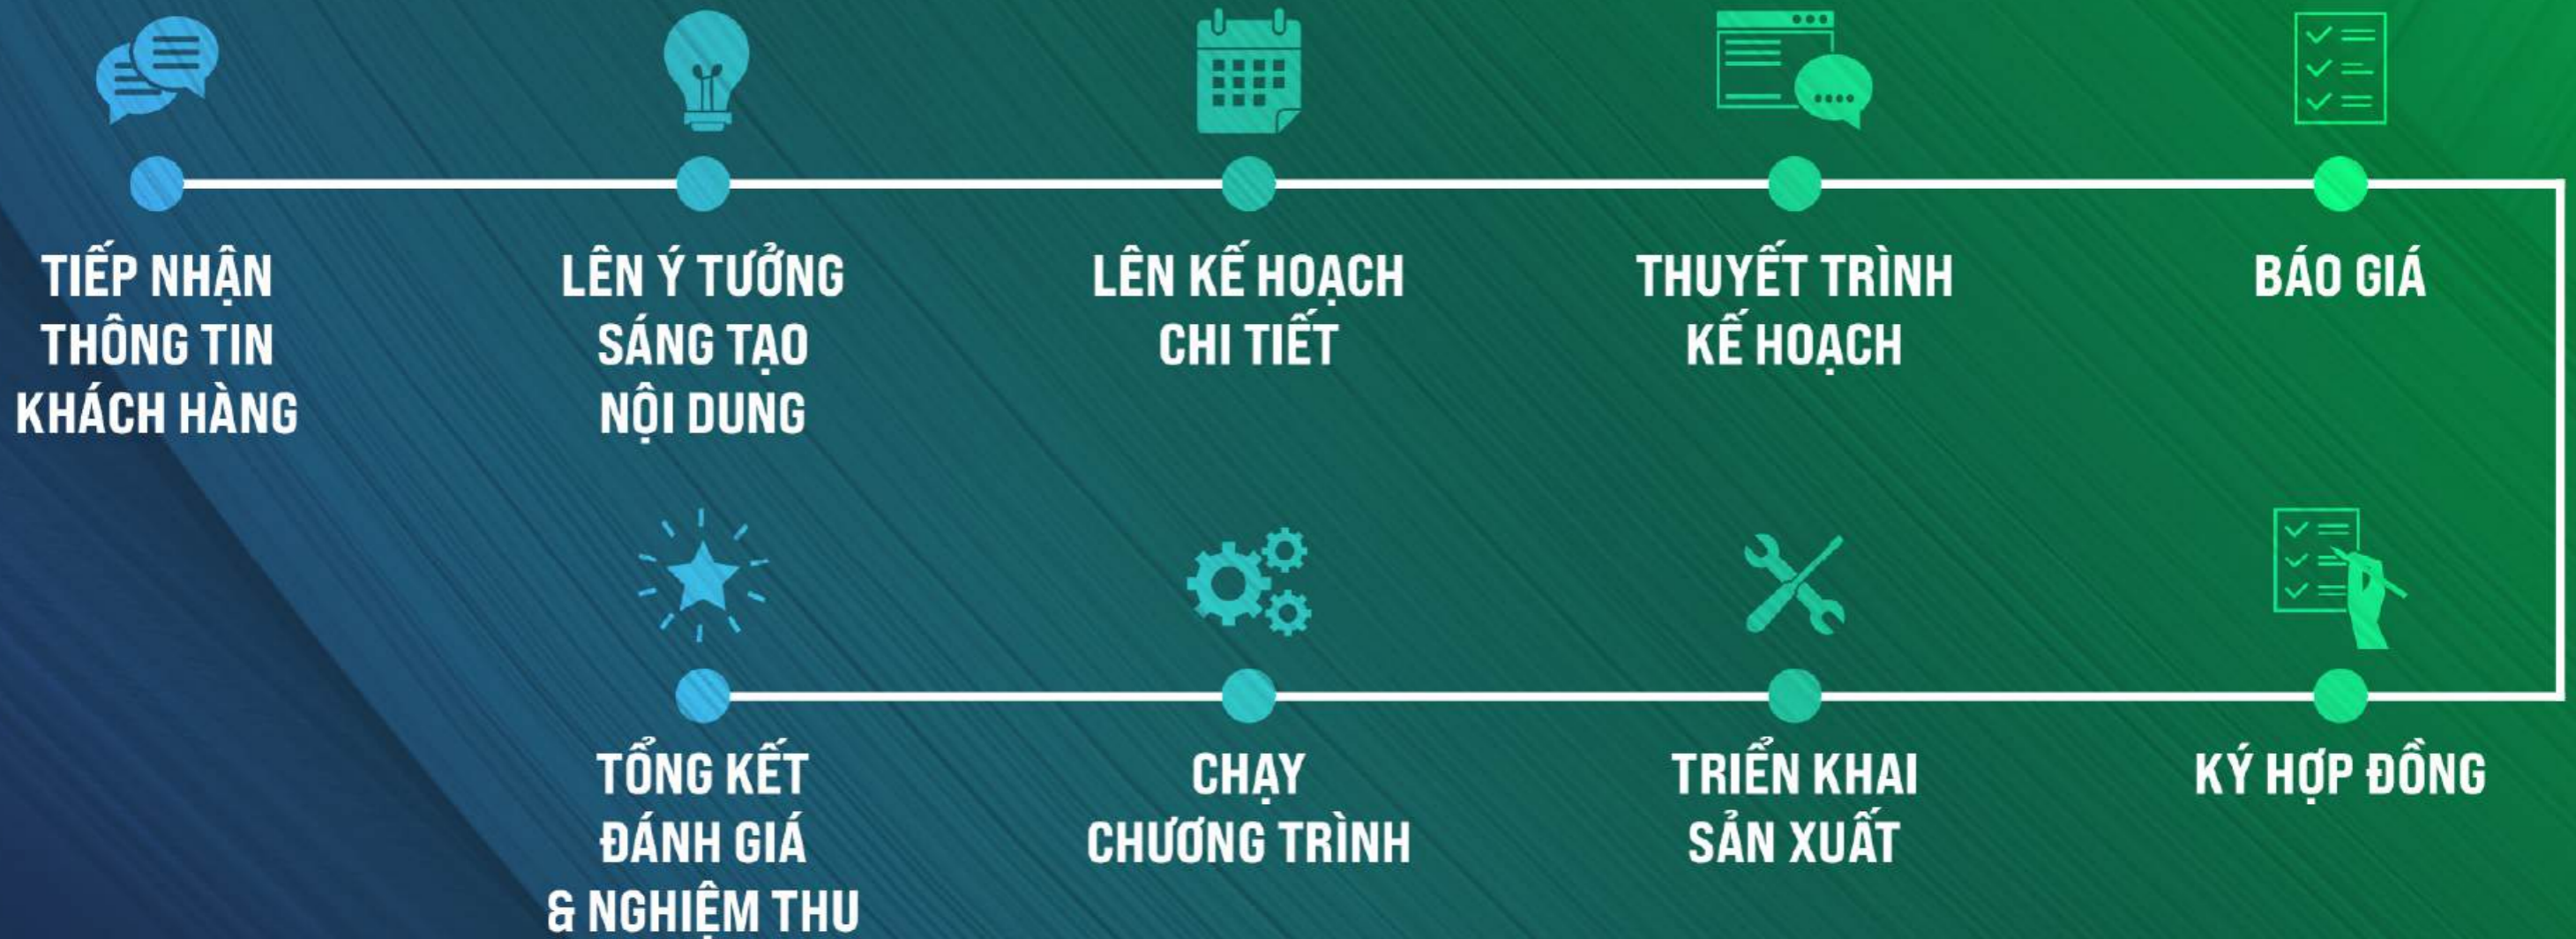 TIẾP NHẬN
THÔNG TIN
KHÁCH HÀNG
LÊN Ý TƯỞNG
SÁNG TẠO
NỘI DUNG
LÊN KẾ HOẠCH
CHI TIẾT
THUYẾT TRÌNH
KẾ HOẠCH
BÁO GIÁ
KÝ HỢP ĐỒNG
TRIỂN KHAI
SẢN XUẤT
CHẠY
CHƯƠNG TRÌNH
TỔNG KẾT
ĐÁNH GIÁ
& NGHIỆM THU